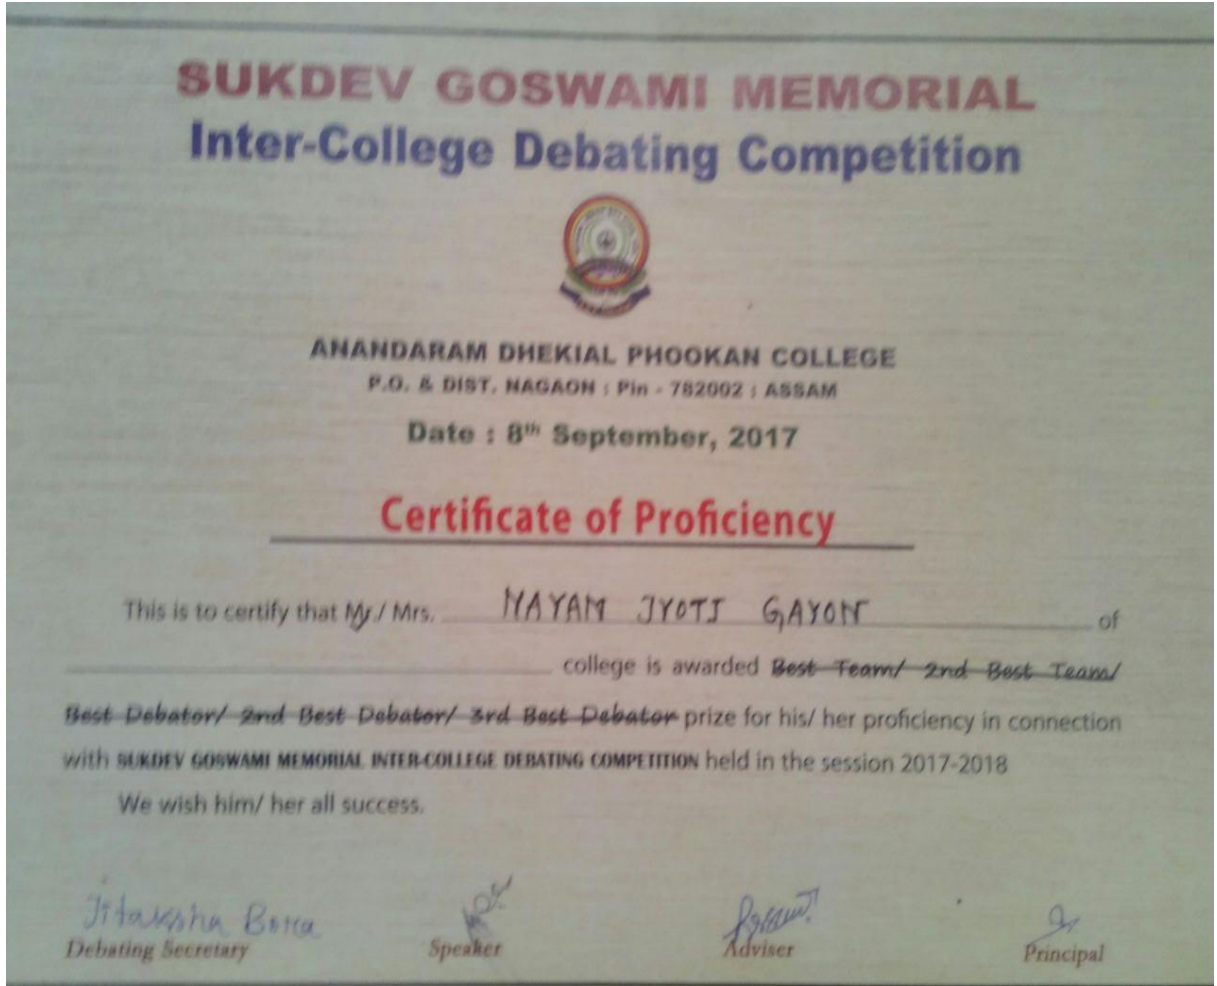 SUKDEV GOSWAMI MEMORIAL
Inter-College Debating Competition
ANANDARAM DHEKIAL PHOOKAN COLLEGE
P.O. & DIST. NAGAON : Pin - 782002 : ASSAM
Date : 8th September, 2017
Certificate of Proficiency
This is to certify that Mr./ Mrs. NAYAN JYOTI GAYON of
college is awarded Best Team/ 2nd Best Team/
Best Debator/ 2nd Best Debator/ 3rd Best Debator prize for his/ her proficiency in connection
with SUKDEV GOSWAMI MEMORIAL INTER-COLLEGE DEBATING COMPETITION held in the session 2017-2018
We wish him/ her all success.
Jitaksha Bora
Debating Secretary Speaker Adviser Principal